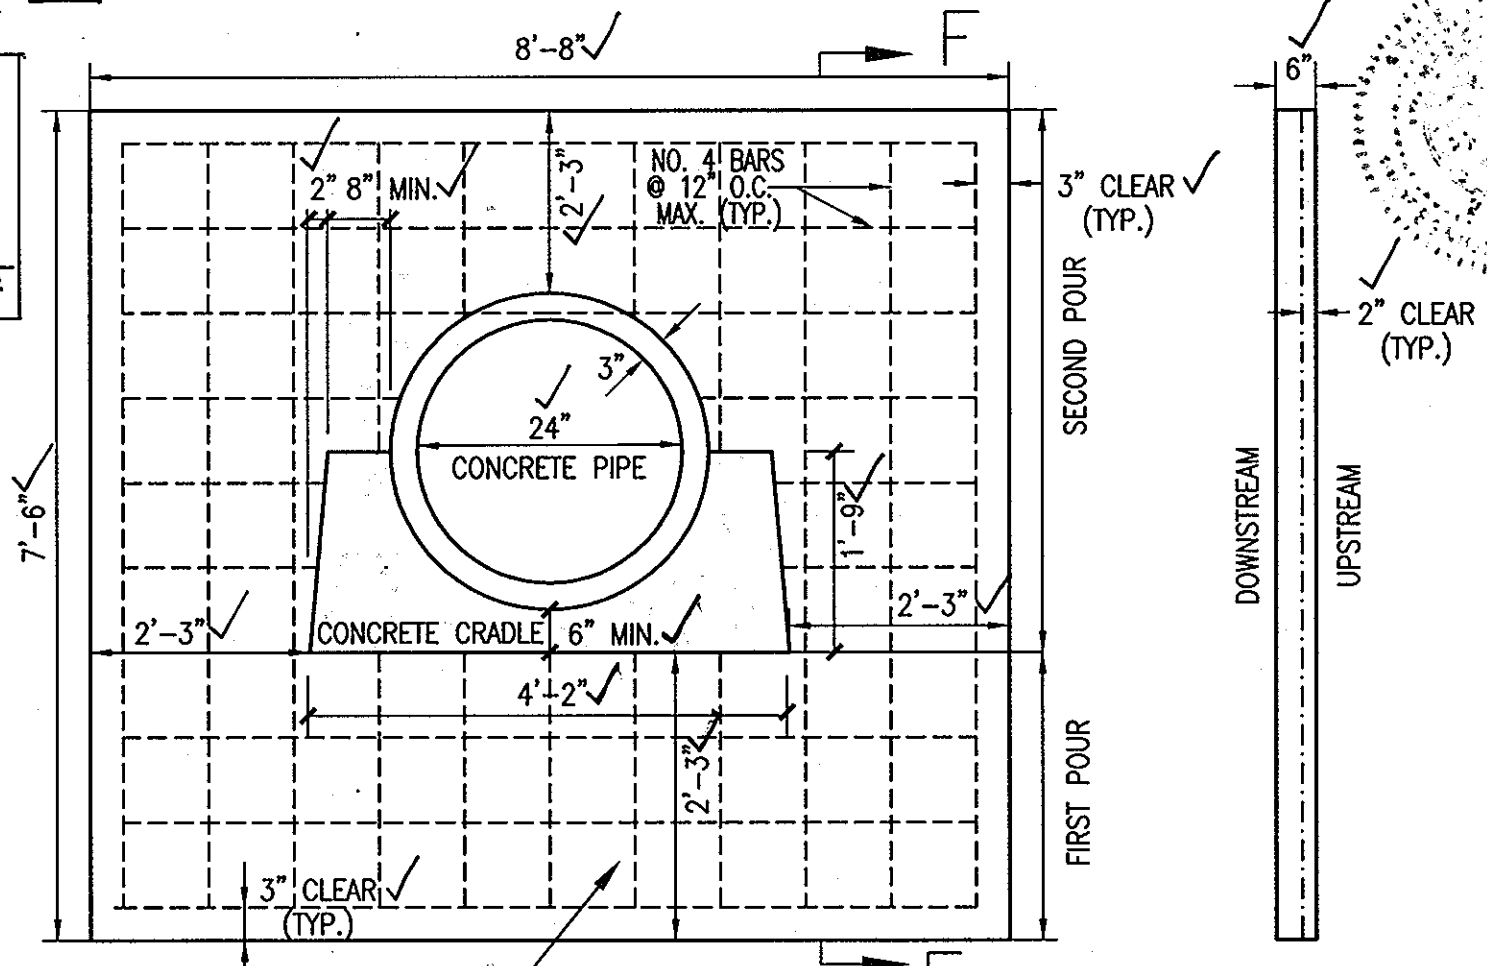 8'-8"
F
6"
2" 8" MIN.
2'-3"
NO. 4 BARS
@ 12" O.C.
MAX. (TYP.)
3" CLEAR
(TYP.)
2" CLEAR
(TYP.)
SECOND POUR
3"
24"
CONCRETE PIPE
7'-6"
1'-9"
DOWNSTREAM
UPSTREAM
2'-3"
CONCRETE CRADLE
6" MIN.
2'-3"
4'-2"
2'-3"
FIRST POUR
3" CLEAR
(TYP.)
F